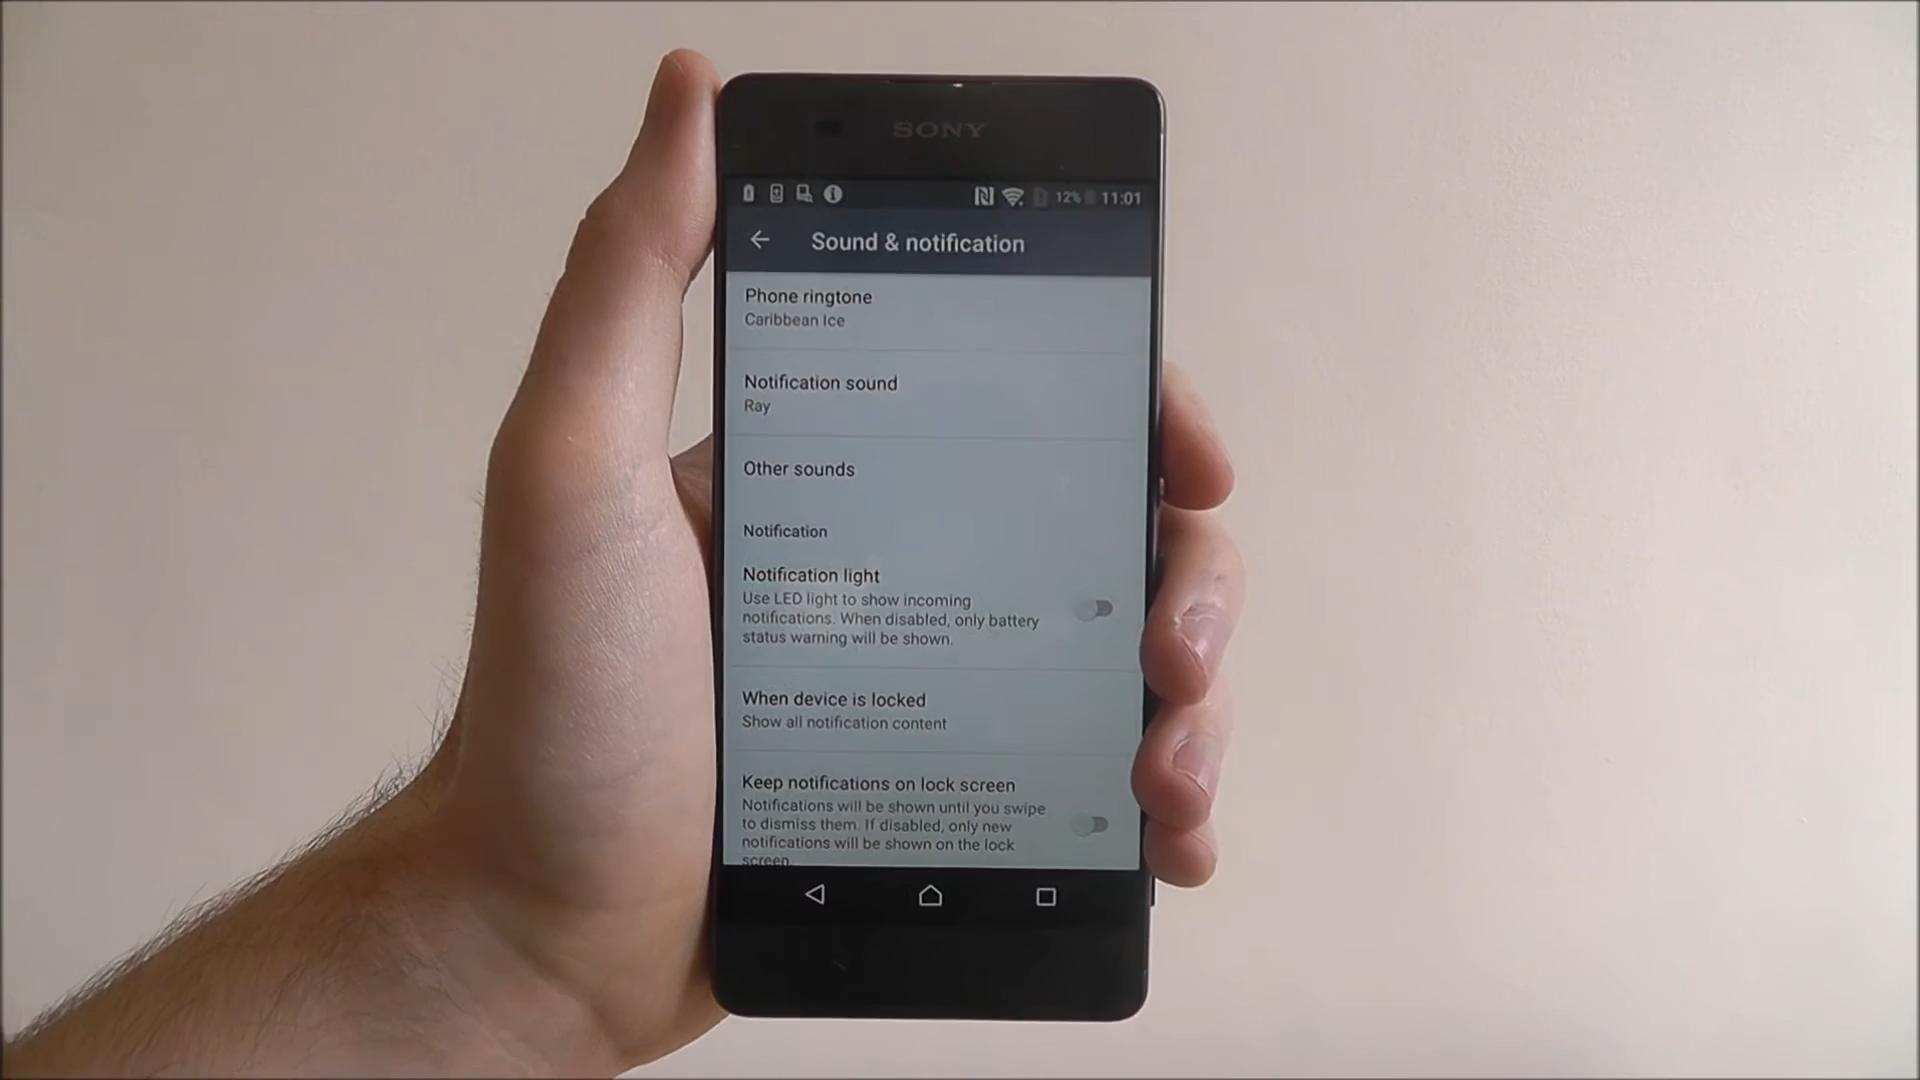 SONY
12% 11:01
Sound & notification
Phone ringtone
Caribbean Ice
Notification sound
Ray
Other sounds
Notification
Notification light
Use LED light to show incoming
notifications. When disabled, only battery
status warning will be shown.
When device is locked
Show all notification content
Keep notifications on lock screen
Notifications will be shown until you swipe
to dismiss them. If disabled, only new
notifications will be shown on the lock
screen.